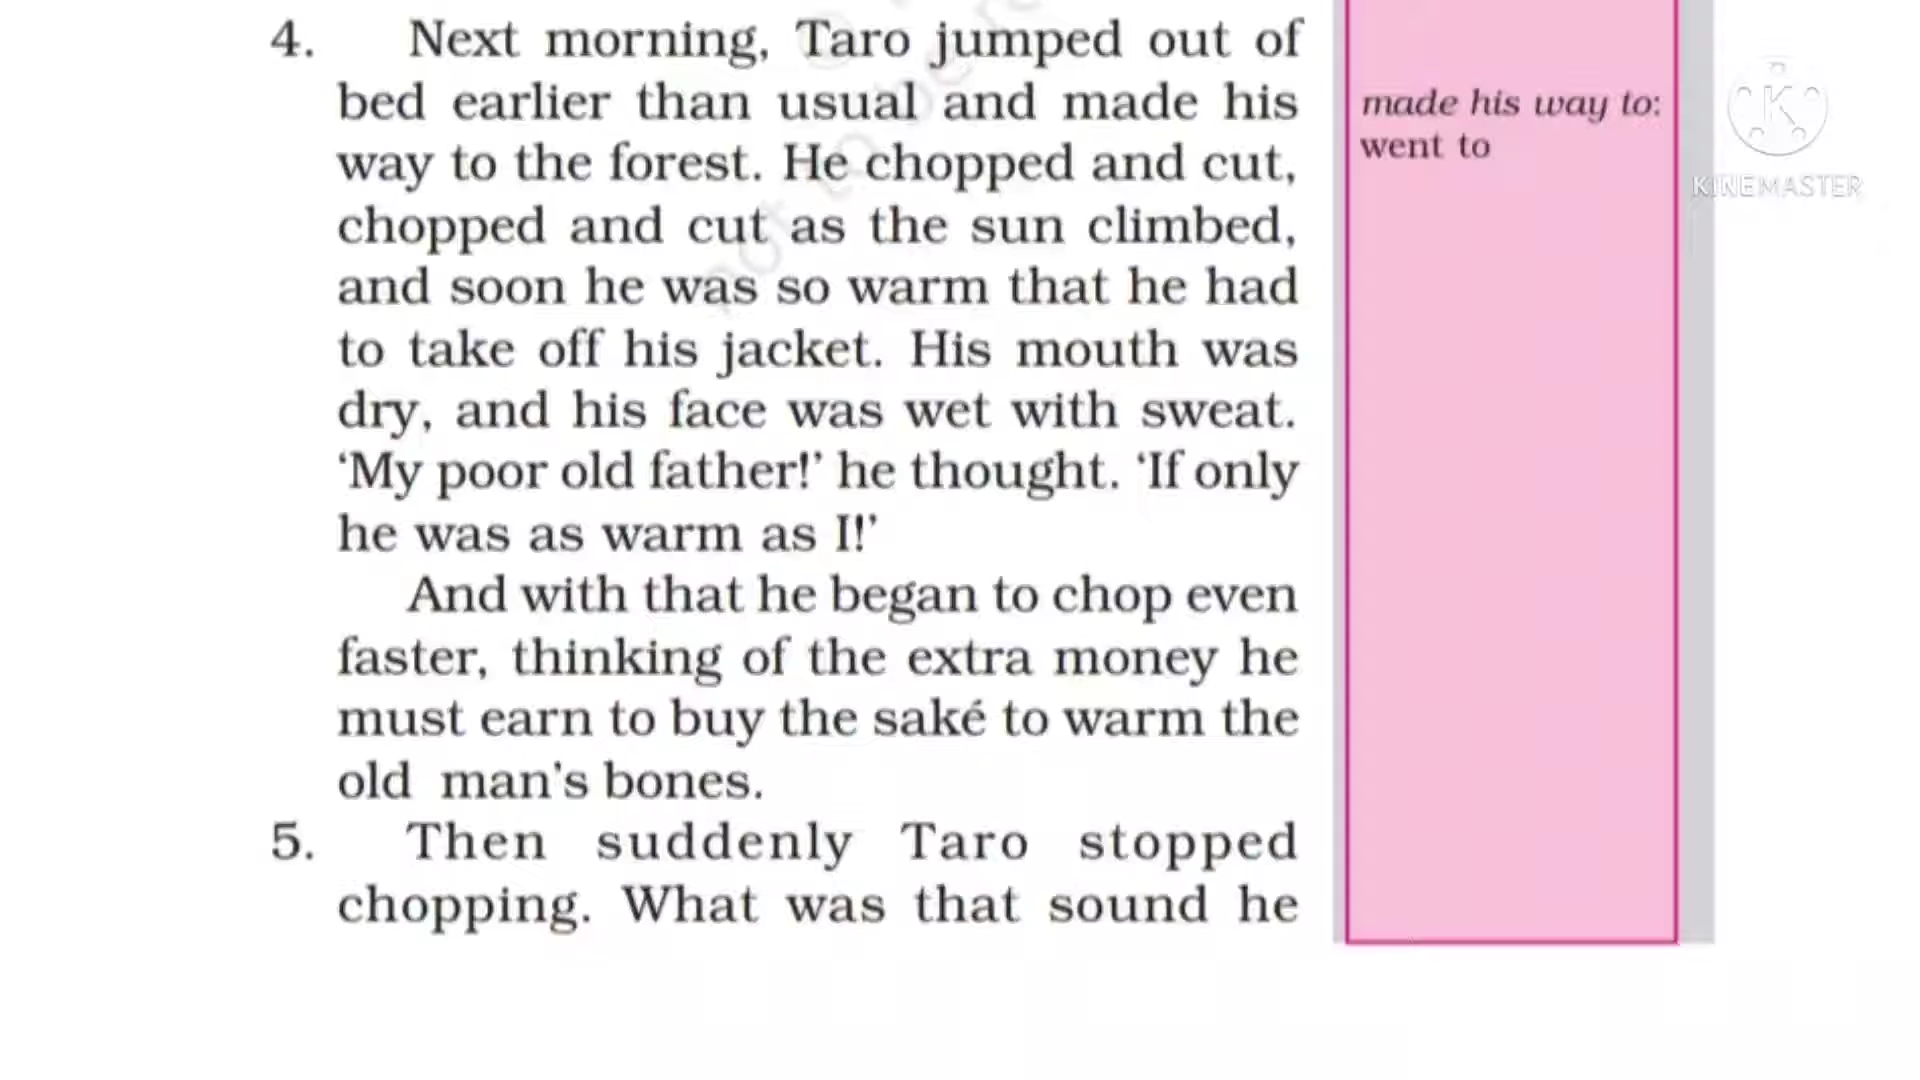 4. Next morning, Taro jumped out of
bed earlier than usual and made his
way to the forest. He chopped and cut,
chopped and cut as the sun climbed,
and soon he was so warm that he had
to take off his jacket. His mouth was
dry, and his face was wet with sweat.
‘My poor old father!’ he thought. ‘If only
he was as warm as I!’
And with that he began to chop even
faster, thinking of the extra money he
must earn to buy the saké to warm the
old man’s bones.
5. Then suddenly Taro stopped
chopping. What was that sound he
made his way to:
went to
K
KINEMASTER
not to be re